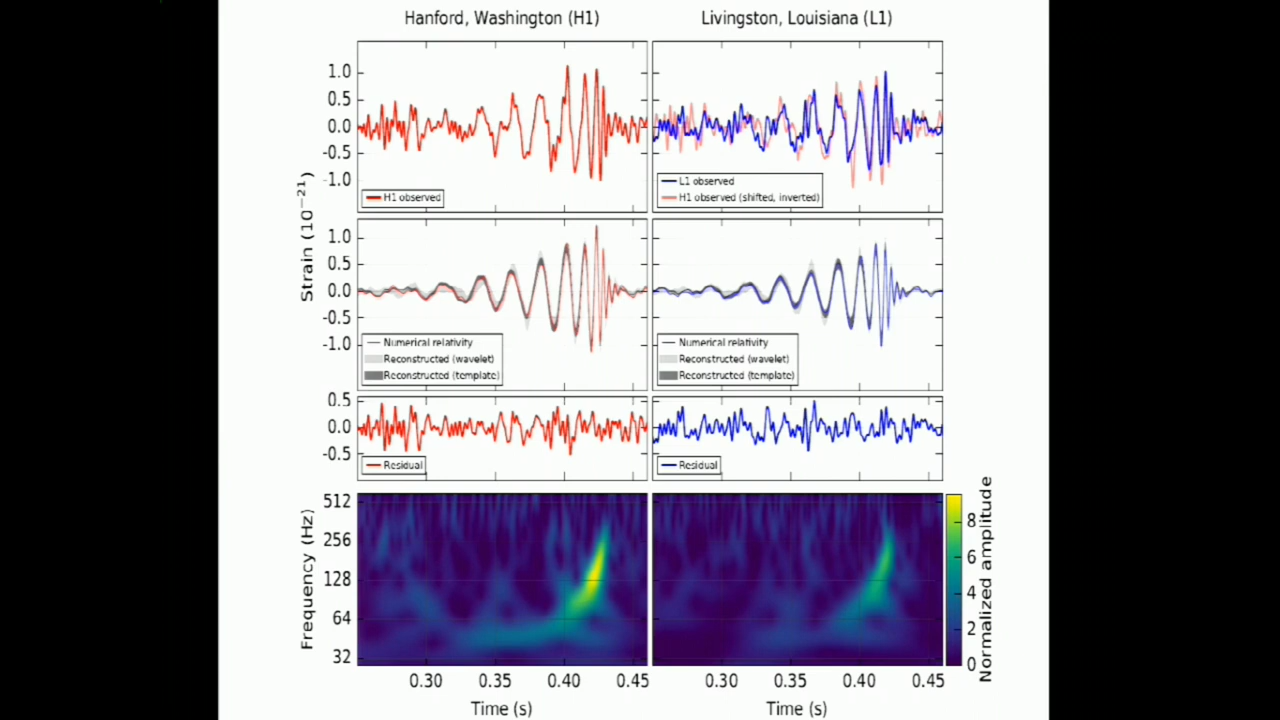 Hanford, Washington (H1)
Livingston, Louisiana (L1)
Strain (10⁻²¹)
1.0
0.5
0.0
-0.5
-1.0
H1 observed
L1 observed
H1 observed (shifted, inverted)
1.0
0.5
0.0
-0.5
-1.0
Numerical relativity
Reconstructed (wavelet)
Reconstructed (template)
Numerical relativity
Reconstructed (wavelet)
Reconstructed (template)
0.5
0.0
-0.5
Residual
Residual
Frequency (Hz)
512
256
128
64
32
Normalized amplitude
8
6
4
2
0
0.30 0.35 0.40 0.45
0.30 0.35 0.40 0.45
Time (s)
Time (s)